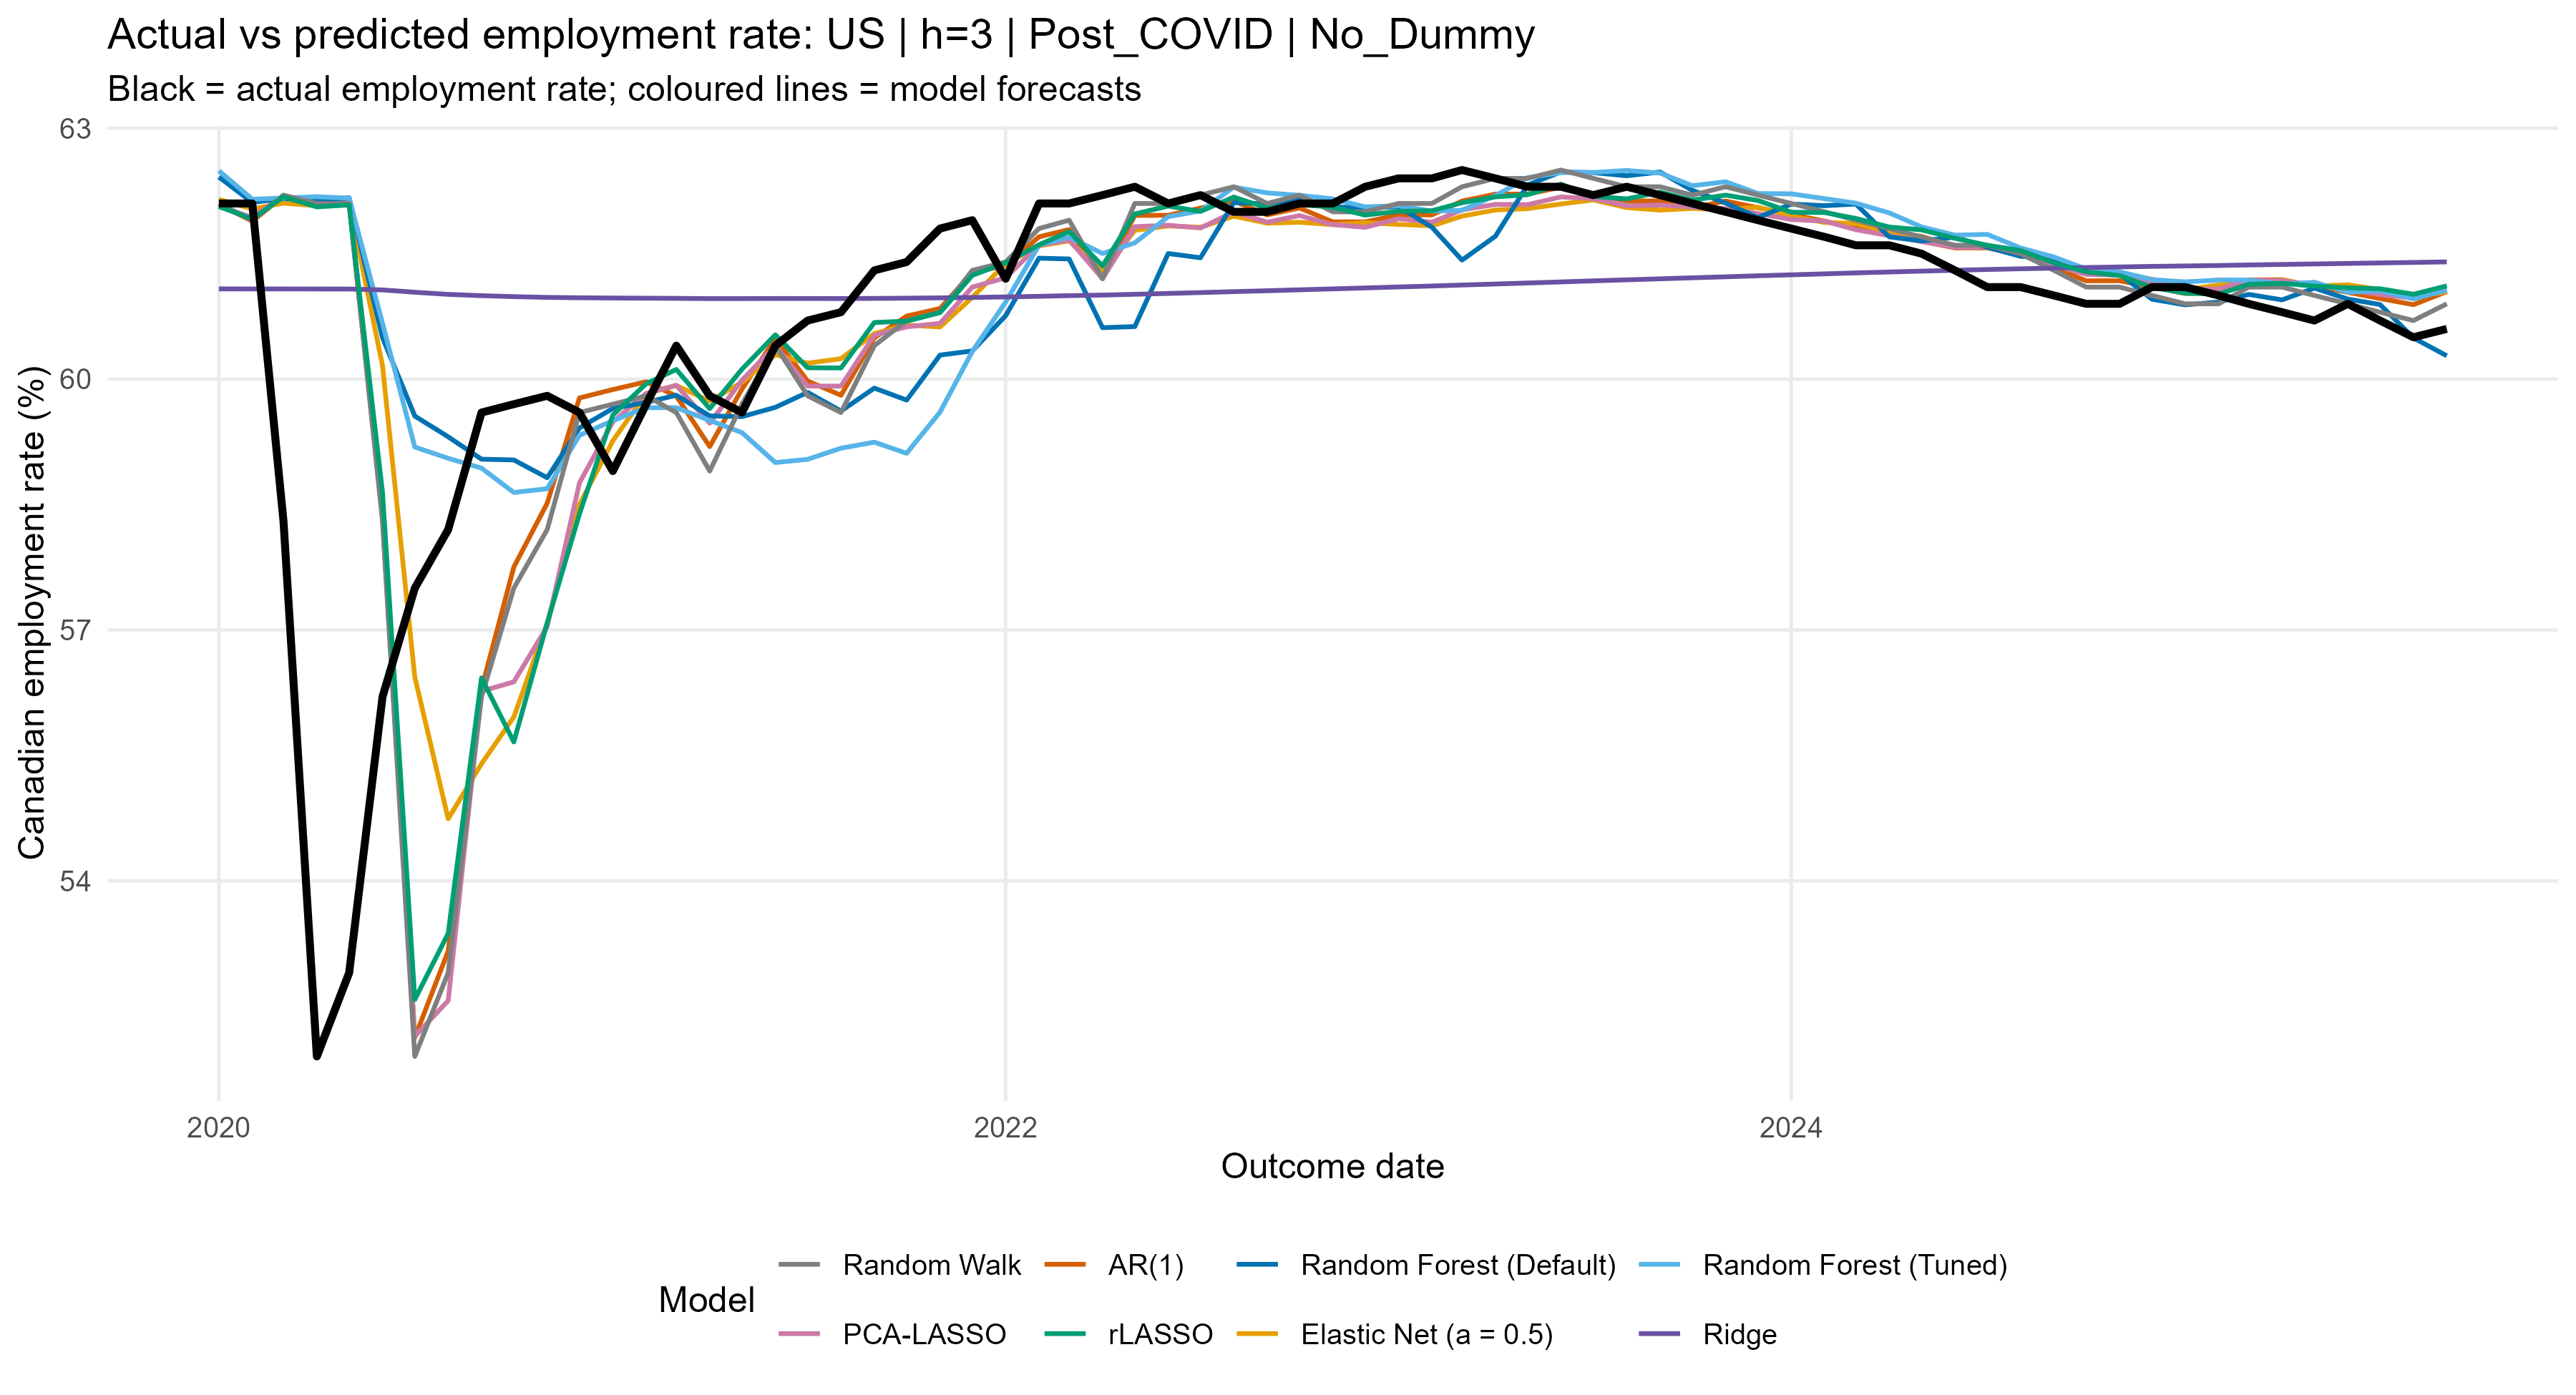 Actual vs predicted employment rate: US | h=3 | Post_COVID | No_Dummy
Black = actual employment rate; coloured lines = model forecasts
63
60
57
54
Canadian employment rate (%)
2020 2022 2024
Outcome date
Model
Random Walk AR(1) Random Forest (Default) Random Forest (Tuned)
PCA-LASSO rLASSO Elastic Net (a = 0.5) Ridge